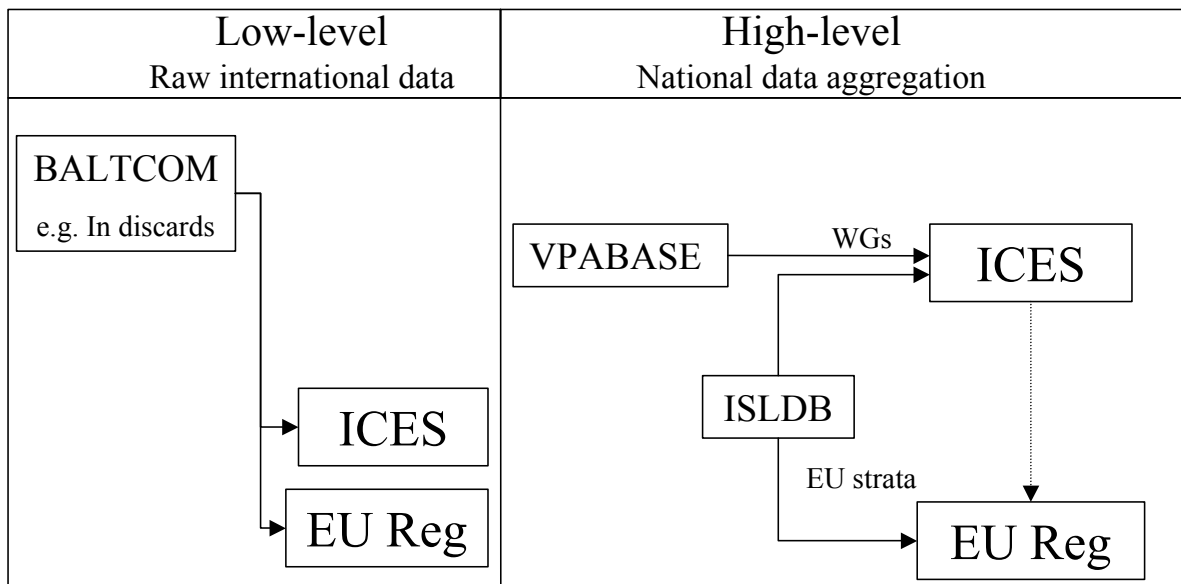 Low-level
Raw international data
High-level
National data aggregation
BALTCOM
e.g. In discards
ICES
EU Reg
VPABASE
WGs
ICES
ISLDB
EU strata
EU Reg